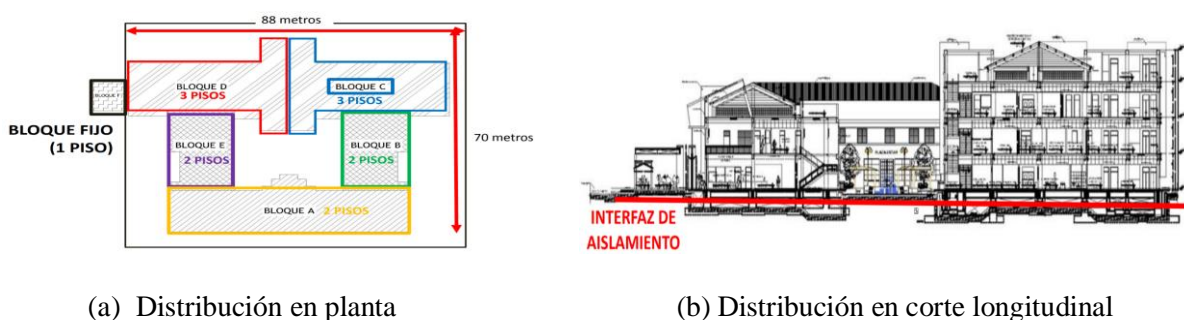 88 metros
BLOQUE D
3 PISOS
BLOQUE C
3 PISOS
BLOQUE F
BLOQUE FIJO
(1 PISO)
70 metros
BLOQUE E
2 PISOS
BLOQUE B
2 PISOS
BLOQUE A 2 PISOS
INTERFAZ DE
AISLAMIENTO
(a) Distribución en planta
(b) Distribución en corte longitudinal